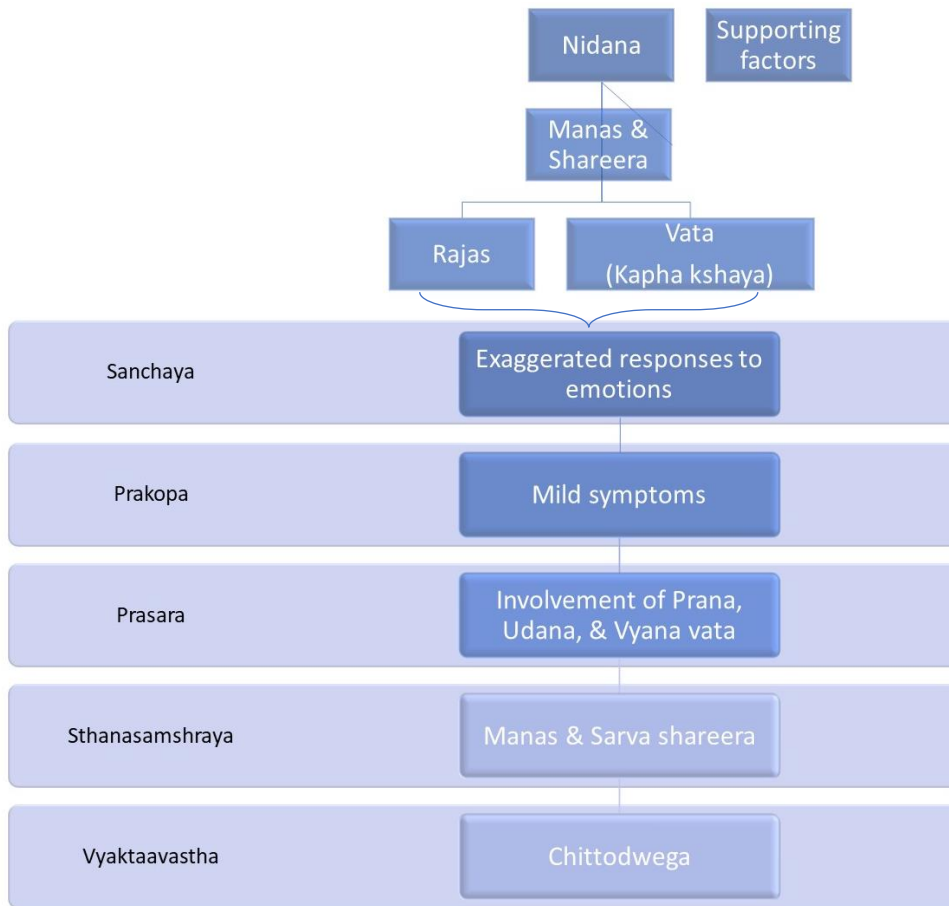 Nidana
Supporting
factors
Manas &
Shareera
Rajas
Vata
(Kapha kshaya)
Sanchaya
Exaggerated responses to
emotions
Prakopa
Mild symptoms
Prasara
Involvement of Prana,
Udana, & Vyana vata
Sthanasamshraya
Manas & Sarva shareera
Vyaktaavastha
Chittodwega